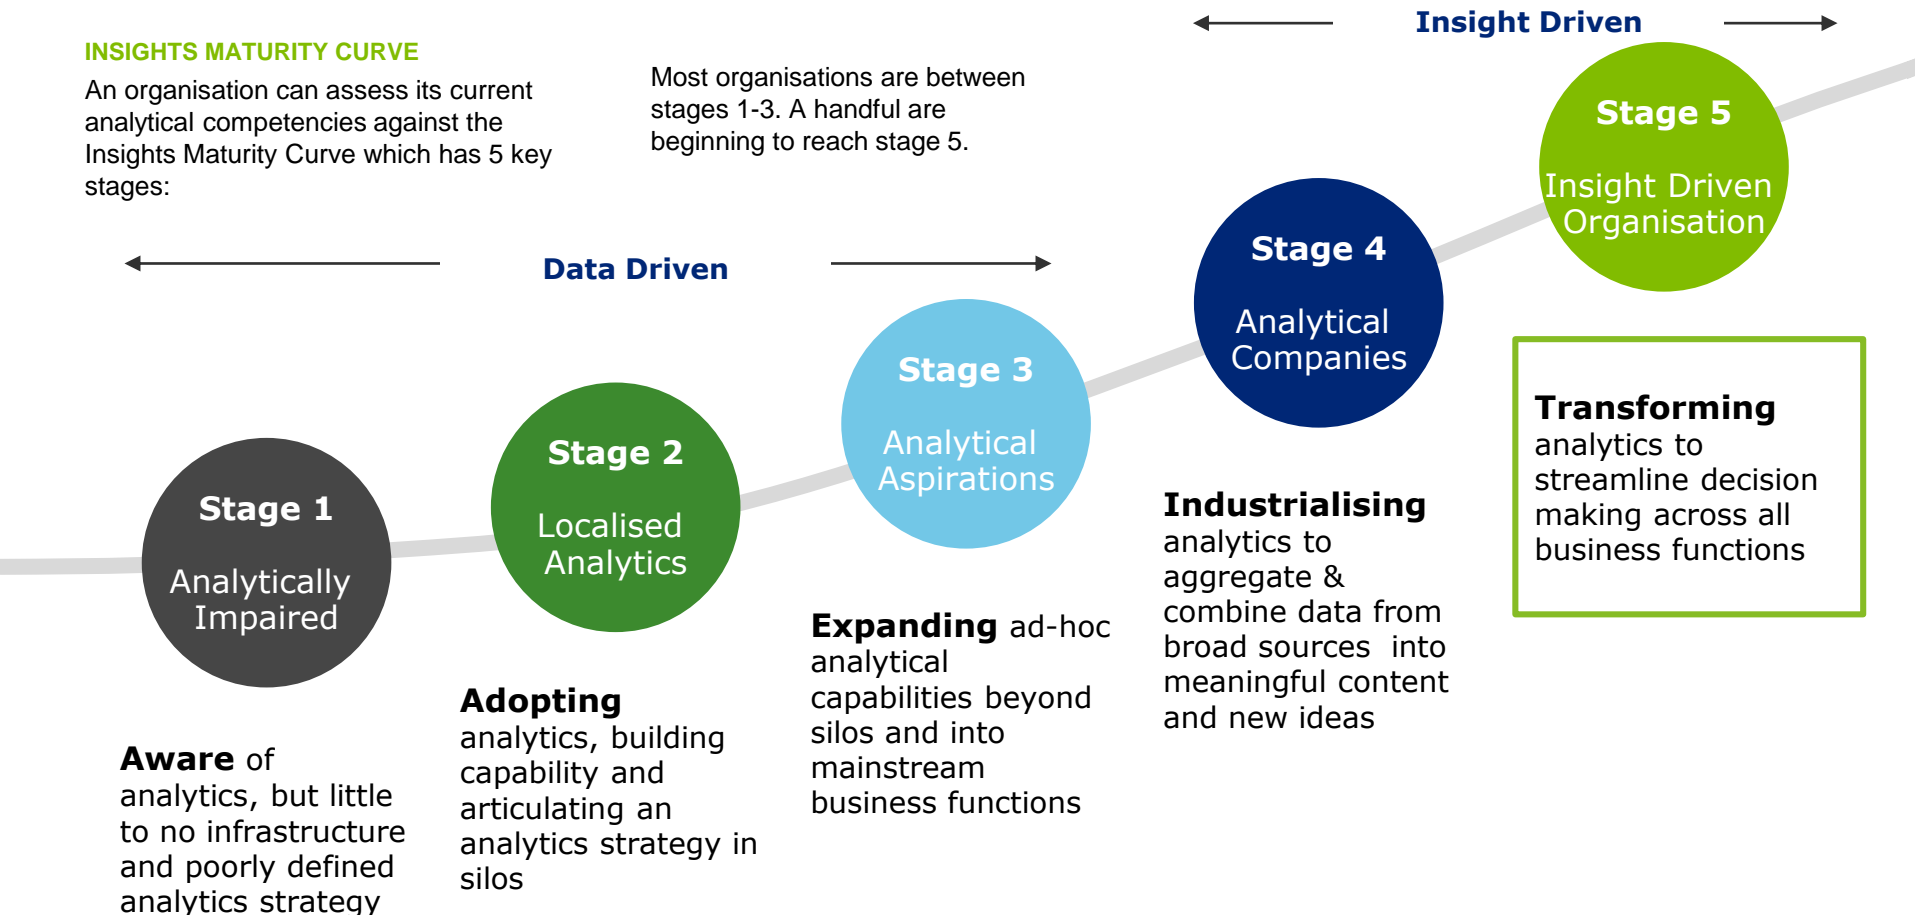 INSIGHTS MATURITY CURVE
An organisation can assess its current
analytical competencies against the
Insights Maturity Curve which has 5 key
stages:
Most organisations are between
stages 1-3. A handful are
beginning to reach stage 5.
Data Driven
Insight Driven
Stage 1
Analytically
Impaired
Aware of
analytics, but little
to no infrastructure
and poorly defined
analytics strategy
Stage 2
Localised
Analytics
Adopting
analytics, building
capability and
articulating an
analytics strategy in
silos
Stage 3
Analytical
Aspirations
Expanding ad-hoc
analytical
capabilities beyond
silos and into
mainstream
business functions
Stage 4
Analytical
Companies
Industrialising
analytics to
aggregate &
combine data from
broad sources into
meaningful content
and new ideas
Stage 5
Insight Driven
Organisation
Transforming
analytics to
streamline decision
making across all
business functions